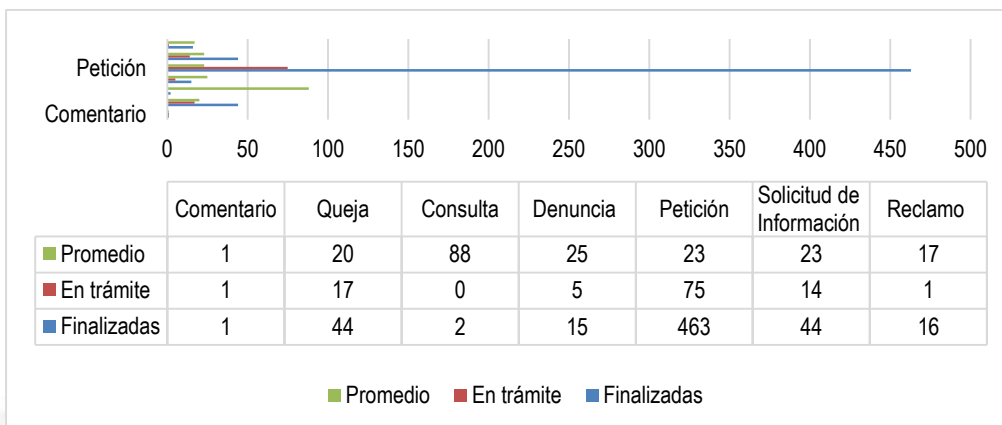 Petición
Comentario
0 50 100 150 200 250 300 350 400 450 500
Comentario Queja Consulta Denuncia Petición Solicitud de Información Reclamo
Promedio 1 20 88 25 23 23 17
En trámite 1 17 0 5 75 14 1
Finalizadas 1 44 2 15 463 44 16
Promedio En trámite Finalizadas